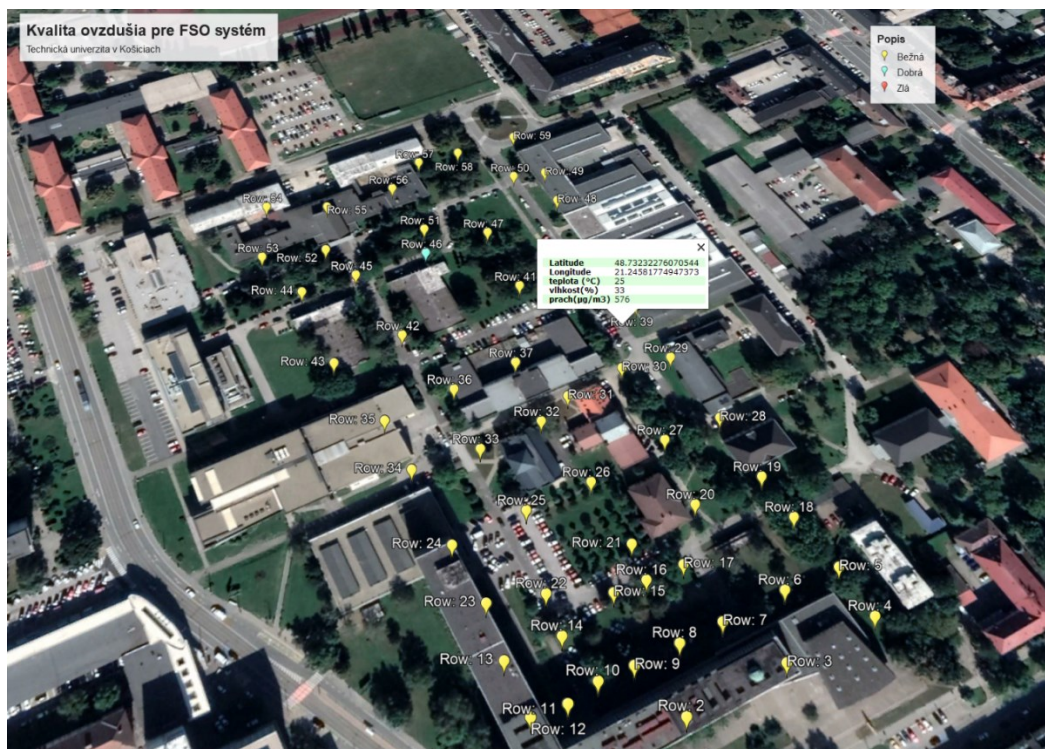 Kvalita ovzdušia pre FSO systém
Technická univerzita v Košiciach
Popis
Bežná
Dobrá
Zlá
Row: 59
Row: 57
Row: 58
Row: 50
Row: 49
Row: 56
Row: 48
Row: 54
Row: 55
Row: 51
Row: 47
Row: 46
Row: 53
Row: 52
Row: 45
Row: 44
Row: 41
×
Latitude 48.73232276070544
Longitude 21.24581774947373
teplota (°C) 25
vlhkosť(%) 33
prach(µg/m3) 576
Row: 39
Row: 42
Row: 43
Row: 37
Row: 29
Row: 30
Row: 36
Row: 31
Row: 35
Row: 32
Row: 28
Row: 33
Row: 27
Row: 34
Row: 26
Row: 19
Row: 25
Row: 20
Row: 18
Row: 24
Row: 21
Row: 17
Row: 16
Row: 5
Row: 22
Row: 15
Row: 6
Row: 23
Row: 4
Row: 14
Row: 7
Row: 8
Row: 13
Row: 9
Row: 3
Row: 10
Row: 11
Row: 12
Row: 2